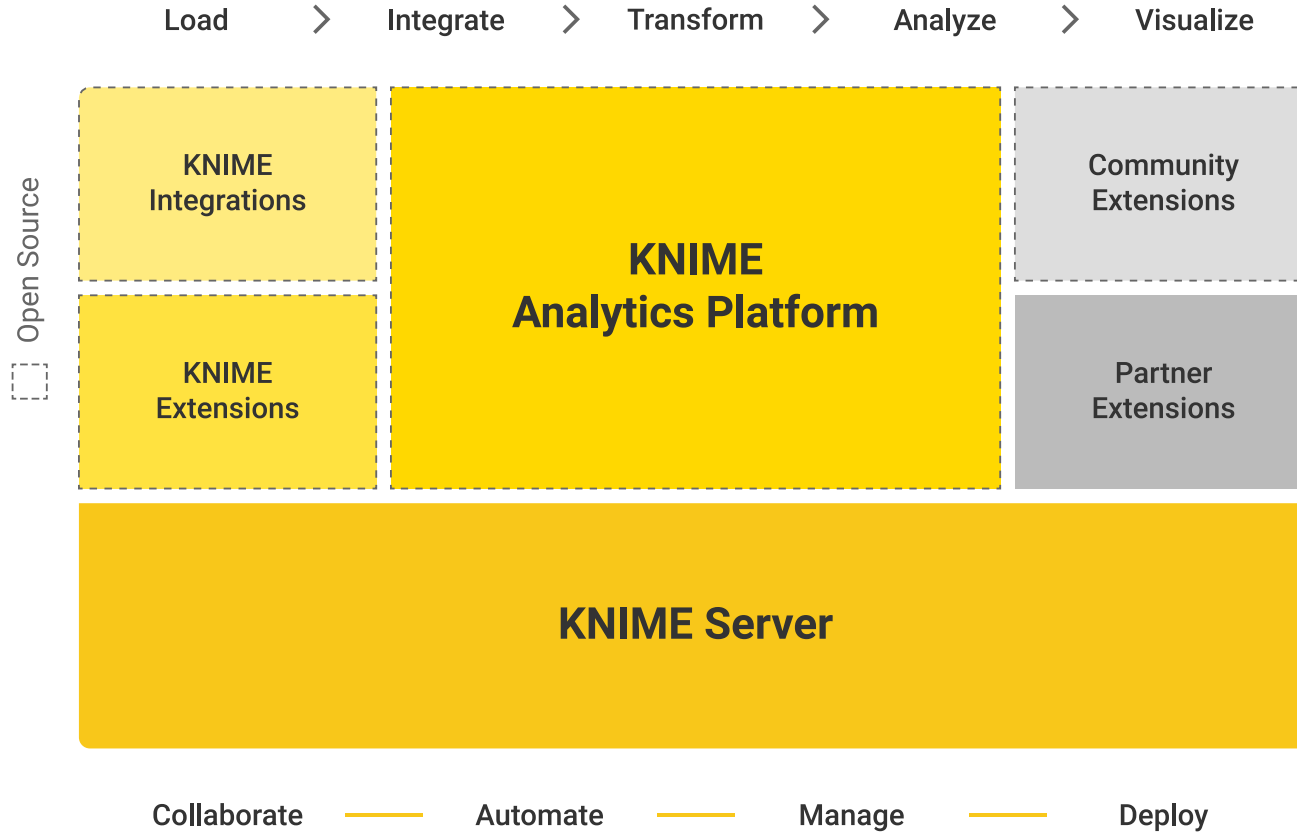 Load > Integrate > Transform > Analyze > Visualize
Open Source
KNIME
Integrations
KNIME
Extensions
KNIME
Analytics Platform
Community
Extensions
Partner
Extensions
KNIME Server
Collaborate
Automate
Manage
Deploy